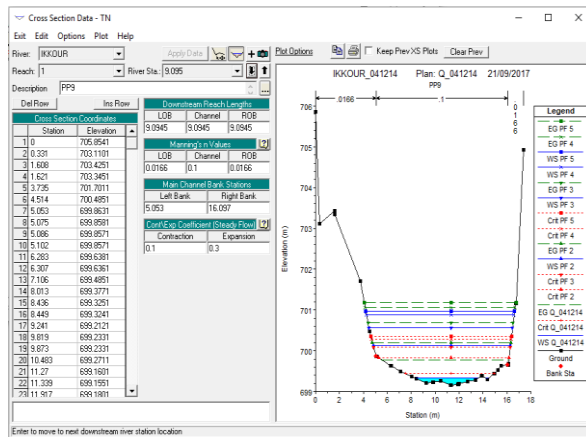 Cross Section Data - TN
Exit Edit Options Plot Help
River: IKKOUR Apply Data
Reach: 1 River Sta.: 9.095
Description PP9
Del Row Ins Row
Cross Section Coordinates
Station Elevation
1 0 705.8541
2 0.331 703.1101
3 1.608 703.4251
4 1.621 703.3451
5 3.735 701.7011
6 4.514 700.4851
7 5.053 699.8631
8 5.075 699.8581
9 5.086 699.8571
10 5.102 699.8571
11 6.283 699.6381
12 6.307 699.6361
13 7.106 699.4851
14 8.013 699.3771
15 8.436 699.3251
16 8.449 699.3241
17 9.241 699.2121
18 9.819 699.2331
19 9.873 699.2331
20 10.483 699.2711
21 11.27 699.1601
22 11.339 699.1551
23 11.917 699.1801
Downstream Reach Lengths
LOB Channel ROB
9.0945 9.0945 9.0945
Manning's n Values
LOB Channel ROB
0.0166 0.1 0.0166
Main Channel Bank Stations
Left Bank Right Bank
5.053 16.097
Cont\Exp Coefficient (Steady Flow)
Contraction Expansion
0.1 0.3
Enter to move to next downstream river station location
Plot Options Keep Prev XS Plots Clear Prev
IKKOUR_041214 Plan: Q_041214 21/09/2017
PP9
.0166 .1 .0166
706
705
704
703
702
701
700
699
Elevation (m)
0 2 4 6 8 10 12 14 16 18
Station (m)
Legend
EG PF 5
EG PF 4
WS PF 5
WS PF 4
EG PF 3
WS PF 3
Crit PF 5
Crit PF 4
EG PF 2
WS PF 2
Crit PF 3
Crit PF 2
EG Q_041214
Crit Q_041214
WS Q_041214
Ground
Bank Sta